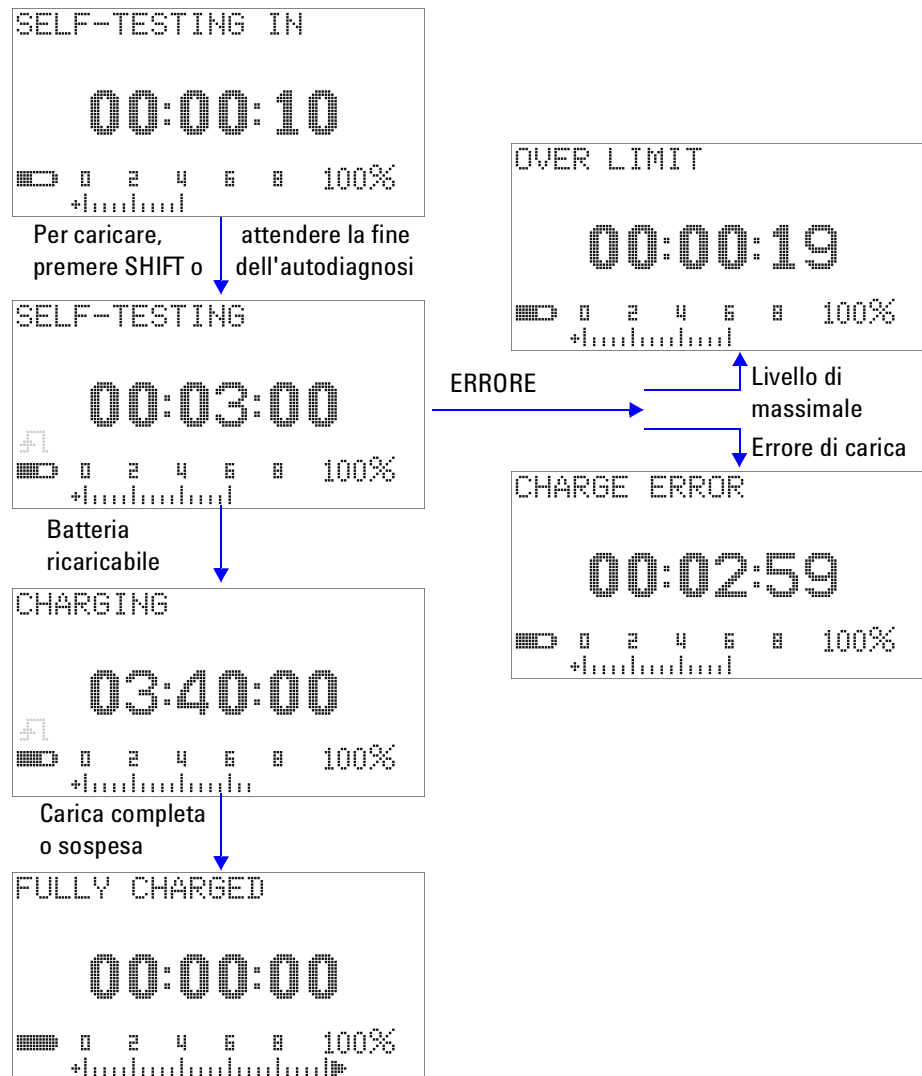 SELF-TESTING IN
00:00:10
0 2 4 6 8 100%
Per caricare,
premere SHIFT o
attendere la fine
dell'autodiagnosi
SELF-TESTING
00:03:00
0 2 4 6 8 100%
Batteria
ricaricabile
CHARGING
03:40:00
0 2 4 6 8 100%
Carica completa
o sospesa
FULLY CHARGED
00:00:00
0 2 4 6 8 100%
ERRORE
OVER LIMIT
00:00:19
0 2 4 6 8 100%
Livello di
massimale
Errore di carica
CHARGE ERROR
00:02:59
0 2 4 6 8 100%